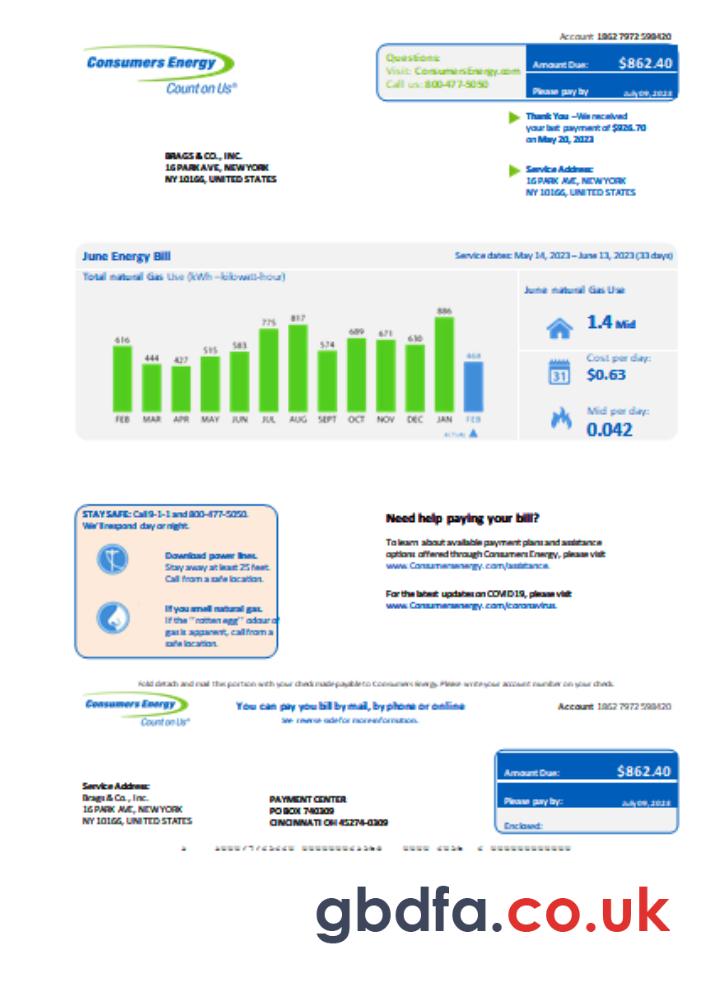 Account 1862 7972 598420
Consumers Energy
Count on Us®
Questions:
Visit: ConsumersEnergy.com
Call us: 800-477-5050
Amount Due: $862.40
Please pay by July 09, 2023
Thank You – We received
your last payment of $926.70
on May 20, 2023
BRAGS & CO., INC.
16 PARK AVE, NEW YORK
NY 10166, UNITED STATES
Service Address:
16 PARK AVE, NEW YORK
NY 10166, UNITED STATES
June Energy Bill
Service dates: May 14, 2023 – June 13, 2023 (33 days)
Total natural Gas Use (kWh – kilowatt-hour)
616 444 427 515 583 775 817 574 689 671 630 886 468
FEB MAR APR MAY JUN JUL AUG SEPT OCT NOV DEC JAN FEB
ACTUAL
June natural Gas Use
1.4 Mid
31
Cost per day:
$0.63
Mid per day:
0.042
STAY SAFE: Call 9-1-1 and 800-477-5050.
We'll respond day or night.
Download power lines.
Stay away at least 25 feet.
Call from a safe location.
If you smell natural gas.
If the "rotten egg" odour of
gas is apparent, call from a
safe location.
Need help paying your bill?
To learn about available payment plans and assistance
options offered through Consumers Energy, please visit
www. Consumersenergy. com/assistance.
For the latest updates on COVID19, please visit
www. Consumersenergy. com/coronavirus.
Fold detach and mail this portion with your check made payable to Consumers Energy. Please write your account number on your check.
Consumers Energy
Count on Us®
You can pay you bill by mail, by phone or online
See reverse side for more information.
Account 1862 7972 598420
Amount Due: $862.40
Please pay by: July 09, 2023
Enclosed:
Service Address:
Brags & Co., Inc.
16 PARK AVE, NEW YORK
NY 10166, UNITED STATES
PAYMENT CENTER
PO BOX 740309
CINCINNATI OH 45274-0309
gbdfa.co.uk